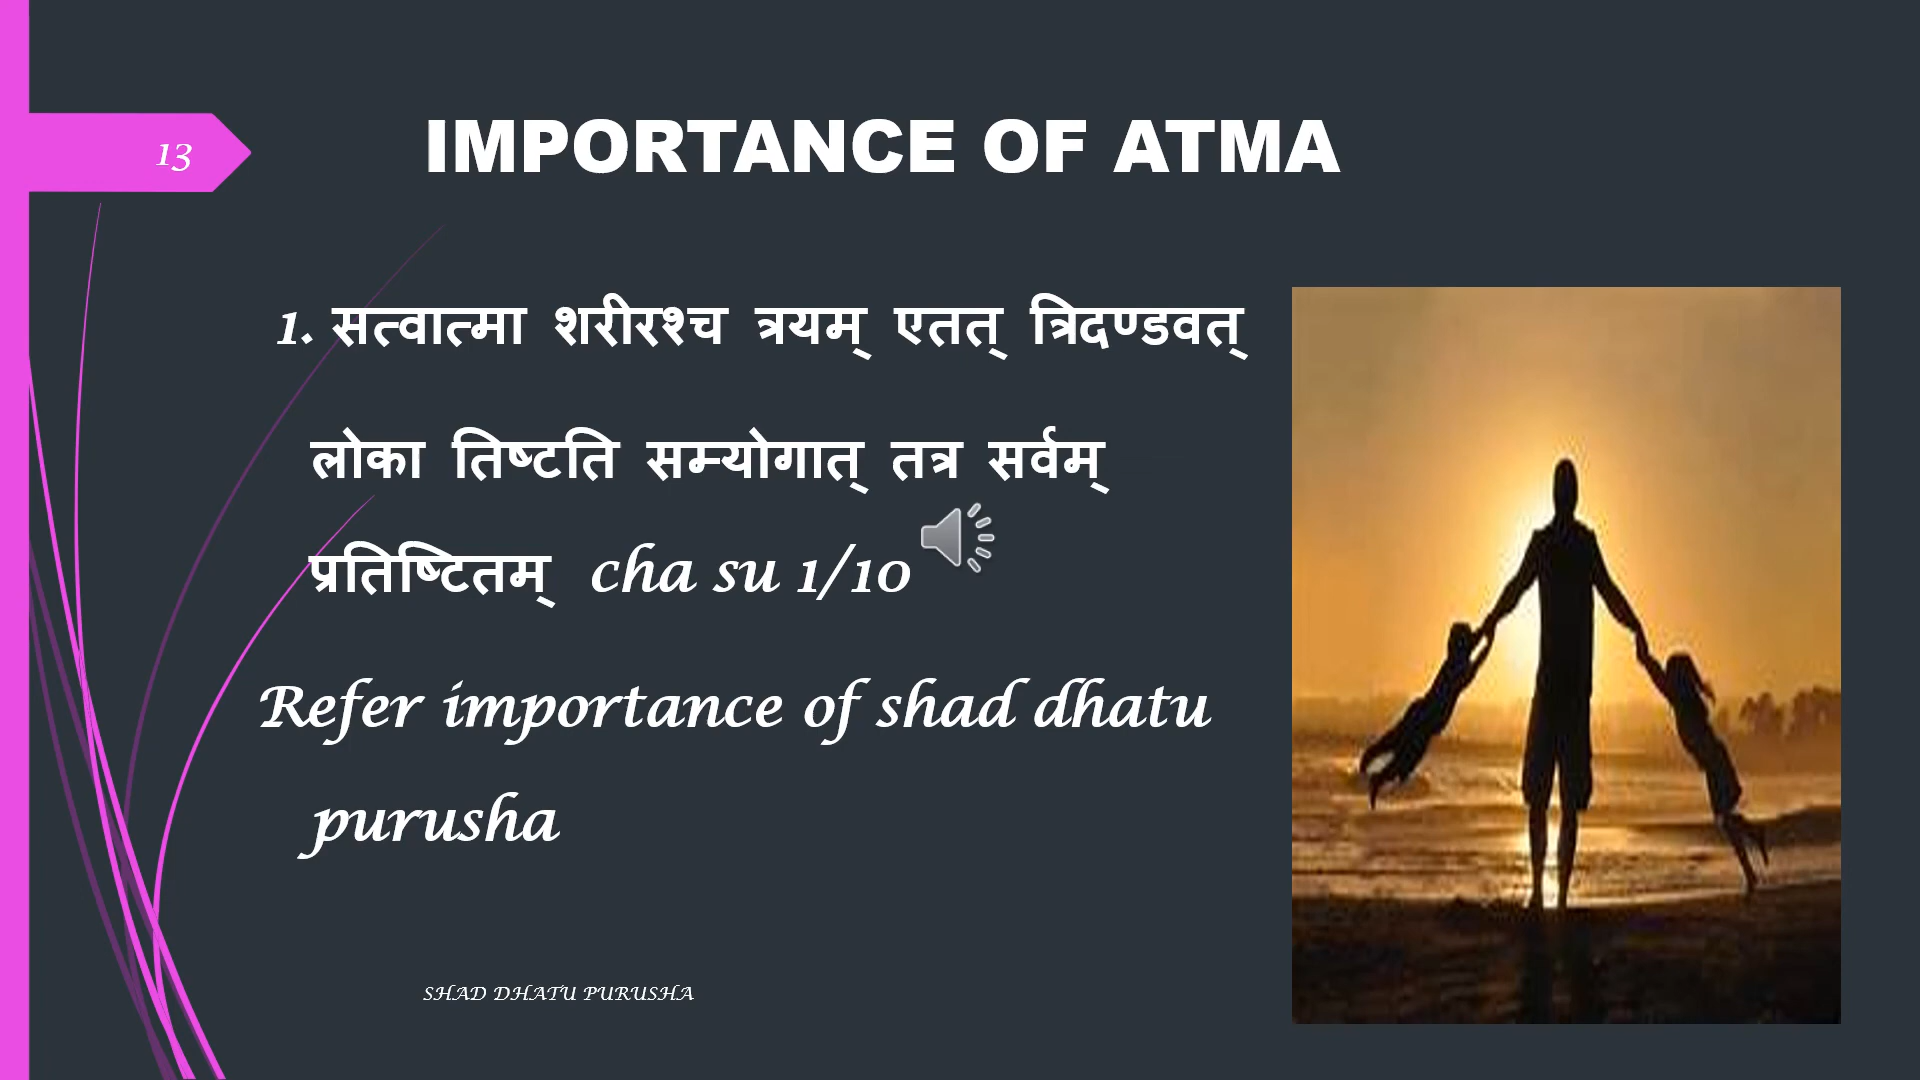 13
IMPORTANCE OF ATMA
1. सत्वात्मा शरीरश्च त्रयम् एतत् त्रिदण्डवत्
लोका तिष्टति सम्योगात् तत्र सर्वम्
प्रतिष्टितम् cha su 1/10
Refer importance of shad dhatu
purusha
SHAD DHATU PURUSHA